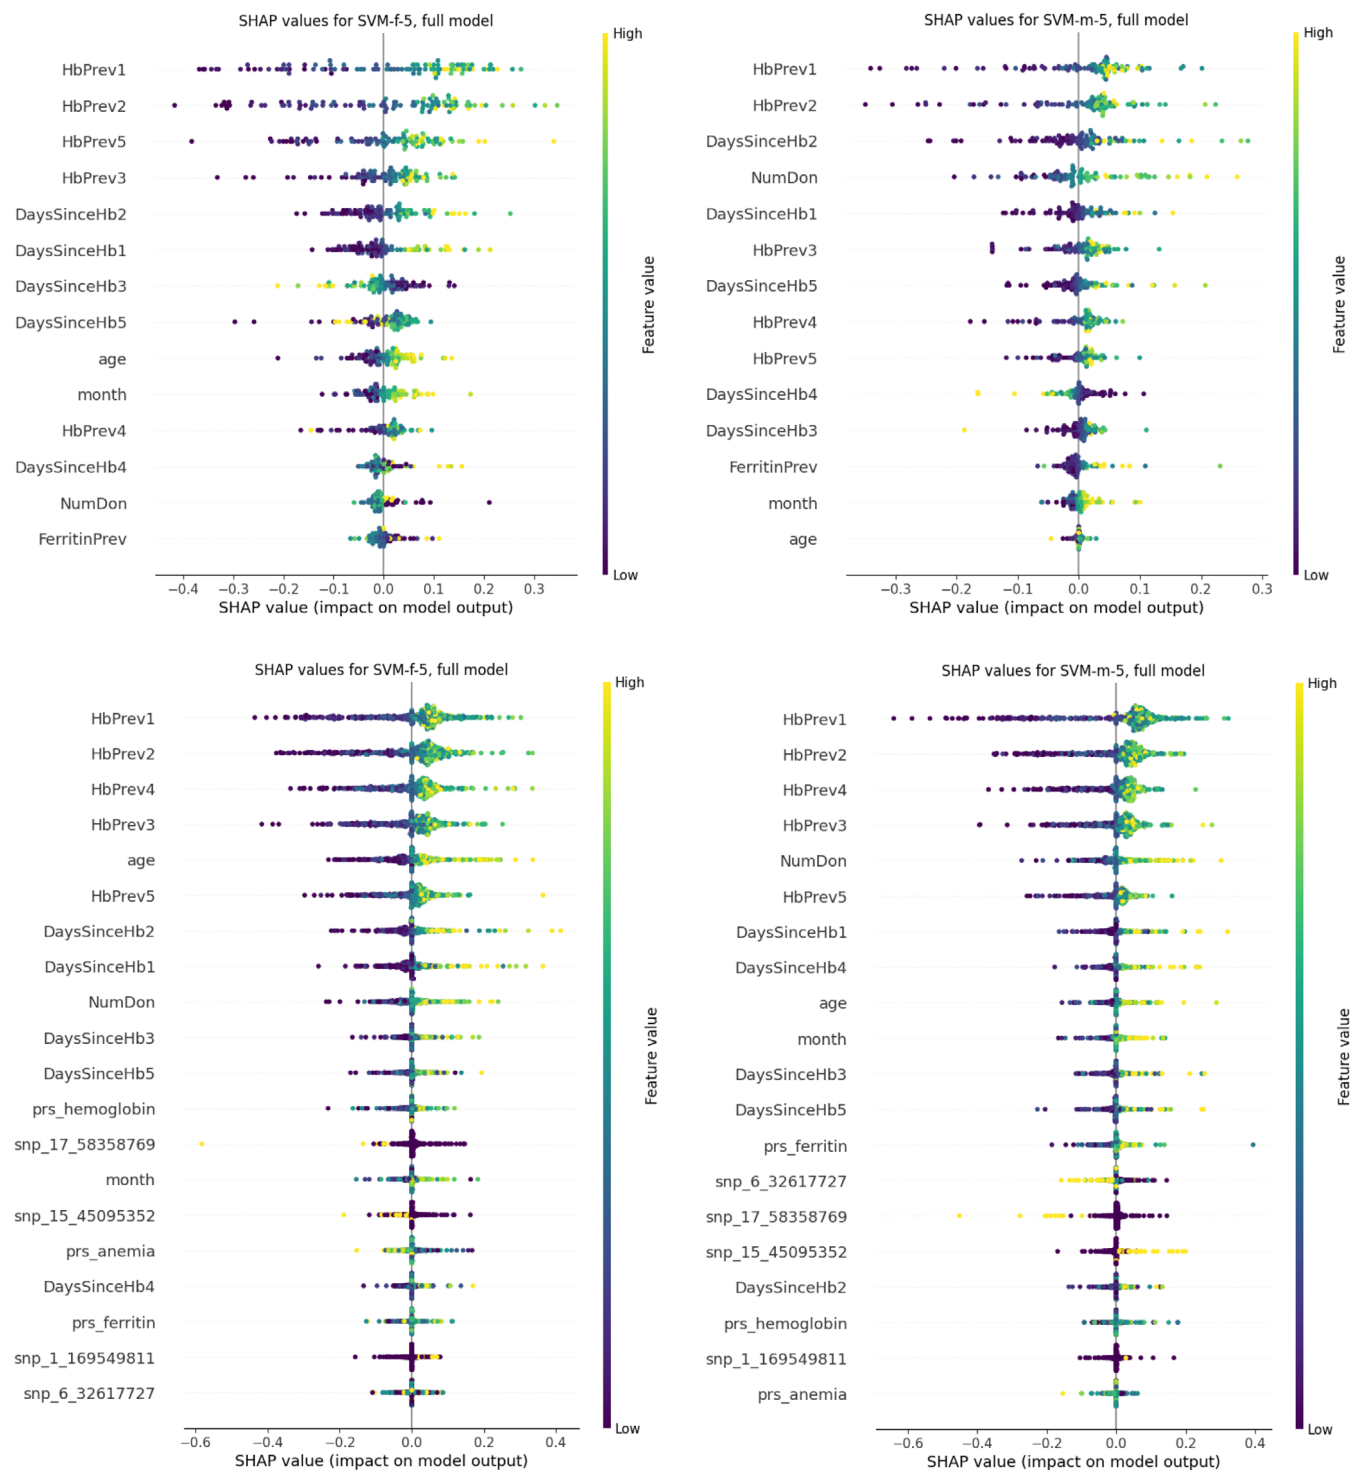 SHAP values for SVM-f-5, full model
High
HbPrev1
HbPrev2
HbPrev5
HbPrev3
DaysSinceHb2
DaysSinceHb1
DaysSinceHb3
DaysSinceHb5
age
month
HbPrev4
DaysSinceHb4
NumDon
FerritinPrev
Feature value
Low
−0.4 −0.3 −0.2 −0.1 0.0 0.1 0.2 0.3
SHAP value (impact on model output)
SHAP values for SVM-m-5, full model
High
HbPrev1
HbPrev2
DaysSinceHb2
NumDon
DaysSinceHb1
HbPrev3
DaysSinceHb5
HbPrev4
HbPrev5
DaysSinceHb4
DaysSinceHb3
FerritinPrev
month
age
Feature value
Low
−0.3 −0.2 −0.1 0.0 0.1 0.2 0.3
SHAP value (impact on model output)
SHAP values for SVM-f-5, full model
High
HbPrev1
HbPrev2
HbPrev4
HbPrev3
age
HbPrev5
DaysSinceHb2
DaysSinceHb1
NumDon
DaysSinceHb3
DaysSinceHb5
prs_hemoglobin
snp_17_58358769
month
snp_15_45095352
prs_anemia
DaysSinceHb4
prs_ferritin
snp_1_169549811
snp_6_32617727
Feature value
Low
−0.6 −0.4 −0.2 0.0 0.2 0.4
SHAP value (impact on model output)
SHAP values for SVM-m-5, full model
High
HbPrev1
HbPrev2
HbPrev4
HbPrev3
NumDon
HbPrev5
DaysSinceHb1
DaysSinceHb4
age
month
DaysSinceHb3
DaysSinceHb5
prs_ferritin
snp_6_32617727
snp_17_58358769
snp_15_45095352
DaysSinceHb2
prs_hemoglobin
snp_1_169549811
prs_anemia
Feature value
Low
−0.6 −0.4 −0.2 0.0 0.2 0.4
SHAP value (impact on model output)